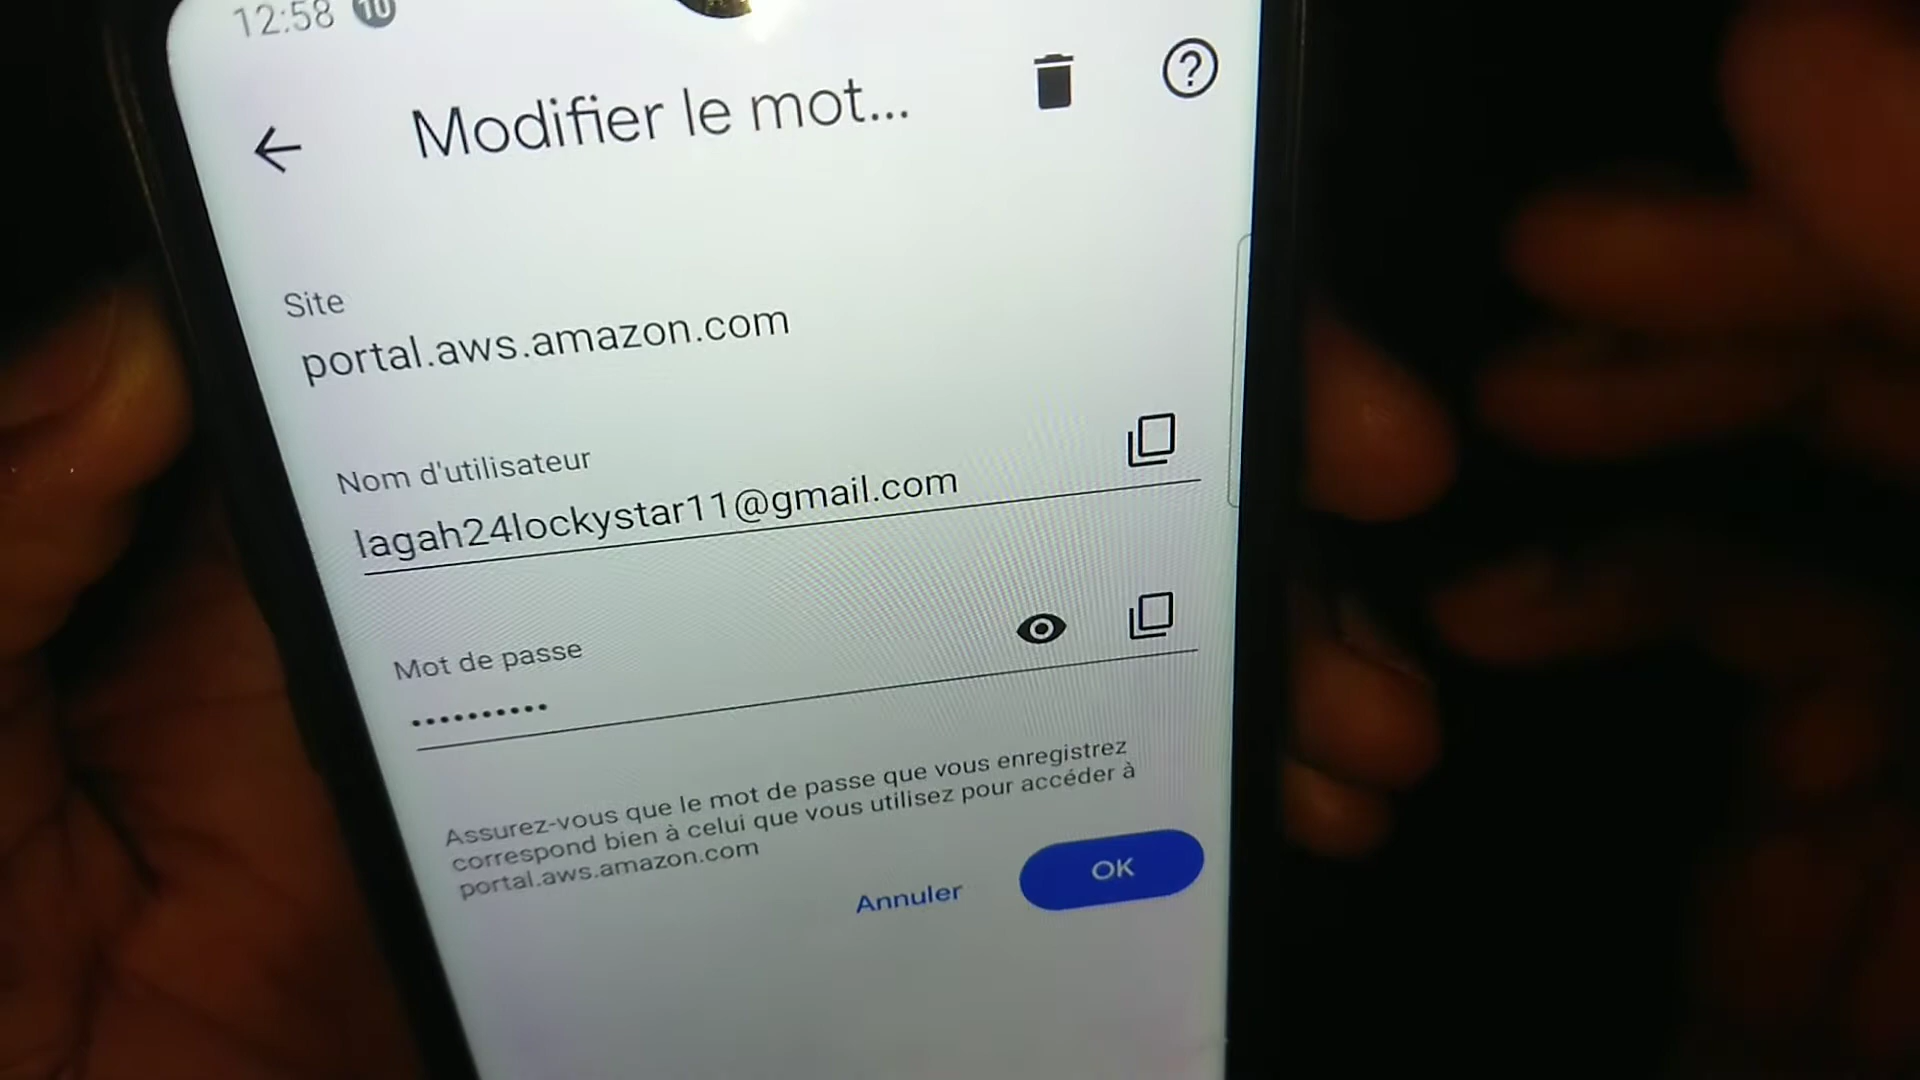 12:58 10
Modifier le mot...
Site
portal.aws.amazon.com
Nom d'utilisateur
lagah24lockystar11@gmail.com
Mot de passe
••••••••••
Assurez-vous que le mot de passe que vous enregistrez
correspond bien à celui que vous utilisez pour accéder à
portal.aws.amazon.com
Annuler
OK